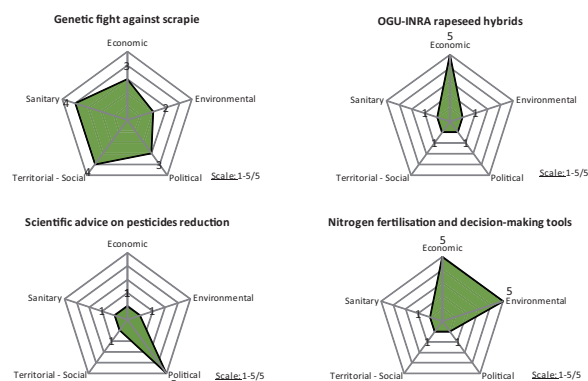 Genetic fight against scrapie
Economic
3
Sanitary
4
2
Environmental
4
3
Territorial - Social
Political
Scale:1-5/5
OGU-INRA rapeseed hybrids
5
Economic
Sanitary
1
1
Environmental
1
1
Territorial - Social
Political
Scale:1-5/5
Scientific advice on pesticides reduction
Economic
1
Sanitary
1
1
Environmental
1
Territorial - Social
Political
Scale:1-5/5
Nitrogen fertilisation and decision-making tools
5
Economic
5
Sanitary
Environmental
1
1
1
Territorial - Social
Political
Scale:1-5/5